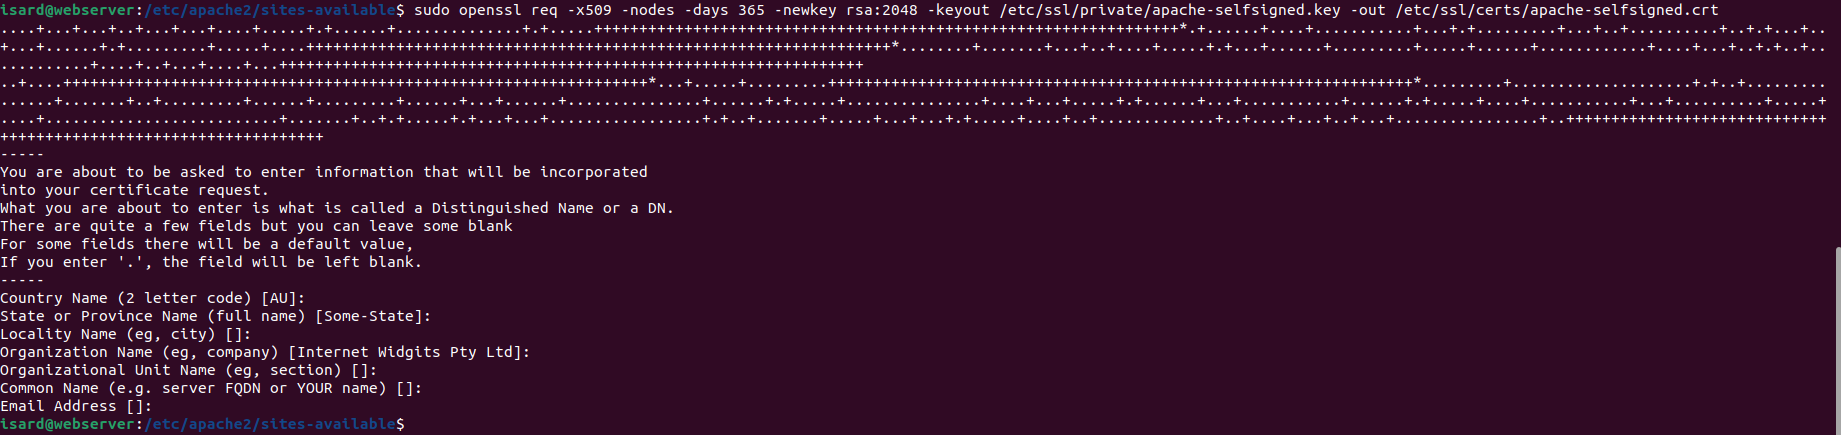 isard@webserver:/etc/apache2/sites-available$ sudo openssl req -x509 -nodes -days 365 -newkey rsa:2048 -keyout /etc/ssl/private/apache-selfsigned.key -out /etc/ssl/certs/apache-selfsigned.crt
-----
You are about to be asked to enter information that will be incorporated
into your certificate request.
What you are about to enter is what is called a Distinguished Name or a DN.
There are quite a few fields but you can leave some blank
For some fields there will be a default value,
If you enter '.', the field will be left blank.
-----
Country Name (2 letter code) [AU]:
State or Province Name (full name) [Some-State]:
Locality Name (eg, city) []:
Organization Name (eg, company) [Internet Widgits Pty Ltd]:
Organizational Unit Name (eg, section) []:
Common Name (e.g. server FQDN or YOUR name) []:
Email Address []:
isard@webserver:/etc/apache2/sites-available$